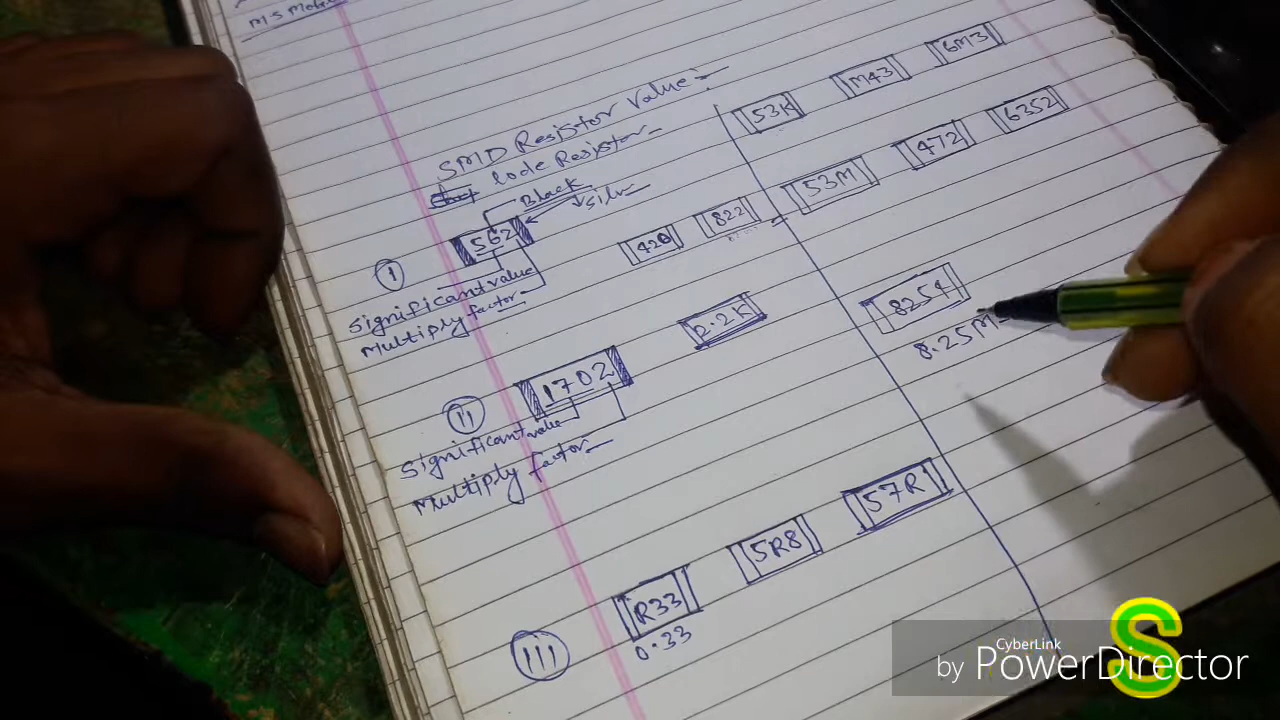 SMD Resistor Value:-
Code Resistor-
Black
562
I
Significant value
Multiply factor-
420
822
2.2K
1702
II
Significant value
Multiply factor-
III
R33
0.33
5R8
57R
53K
M43
6M3
53M
472
6352
8254
8.25M
CyberLink
by PowerDirector
S